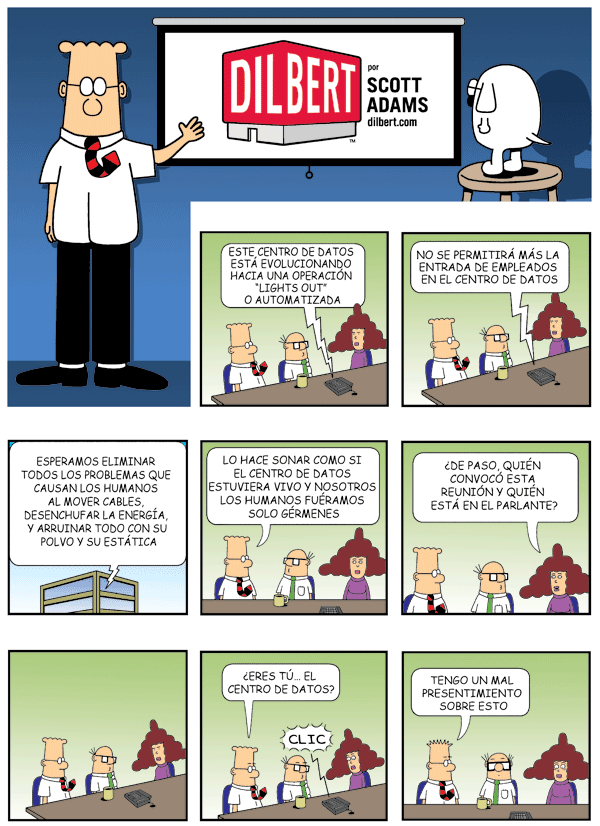 DILBERT
por
SCOTT
ADAMS
dilbert.com
TM
ESTE CENTRO DE DATOS
ESTÁ EVOLUCIONANDO
HACIA UNA OPERACIÓN
"LIGHTS OUT"
O AUTOMATIZADA
NO SE PERMITIRÁ MÁS LA
ENTRADA DE EMPLEADOS
EN EL CENTRO DE DATOS
ESPERAMOS ELIMINAR
TODOS LOS PROBLEMAS QUE
CAUSAN LOS HUMANOS
AL MOVER CABLES,
DESENCHUFAR LA ENERGÍA,
Y ARRUINAR TODO CON SU
POLVO Y SU ESTÁTICA
LO HACE SONAR COMO SI
EL CENTRO DE DATOS
ESTUVIERA VIVO Y NOSOTROS
LOS HUMANOS FUÉRAMOS
SOLO GÉRMENES
¿DE PASO, QUIÉN
CONVOCÓ ESTA
REUNIÓN Y QUIÉN
ESTÁ EN EL PARLANTE?
¿ERES TÚ... EL
CENTRO DE DATOS?
CLIC
TENGO UN MAL
PRESENTIMIENTO
SOBRE ESTO